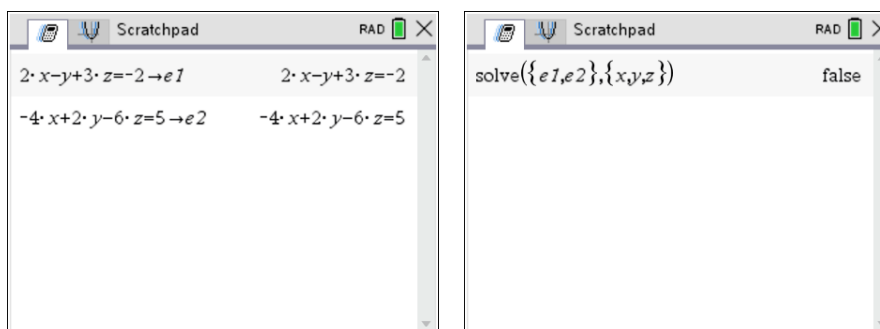 Scratchpad RAD
2·x−y+3·z=−2→e1 2·x−y+3·z=−2
−4·x+2·y−6·z=5→e2 −4·x+2·y−6·z=5
Scratchpad RAD
solve({e1,e2},{x,y,z}) false